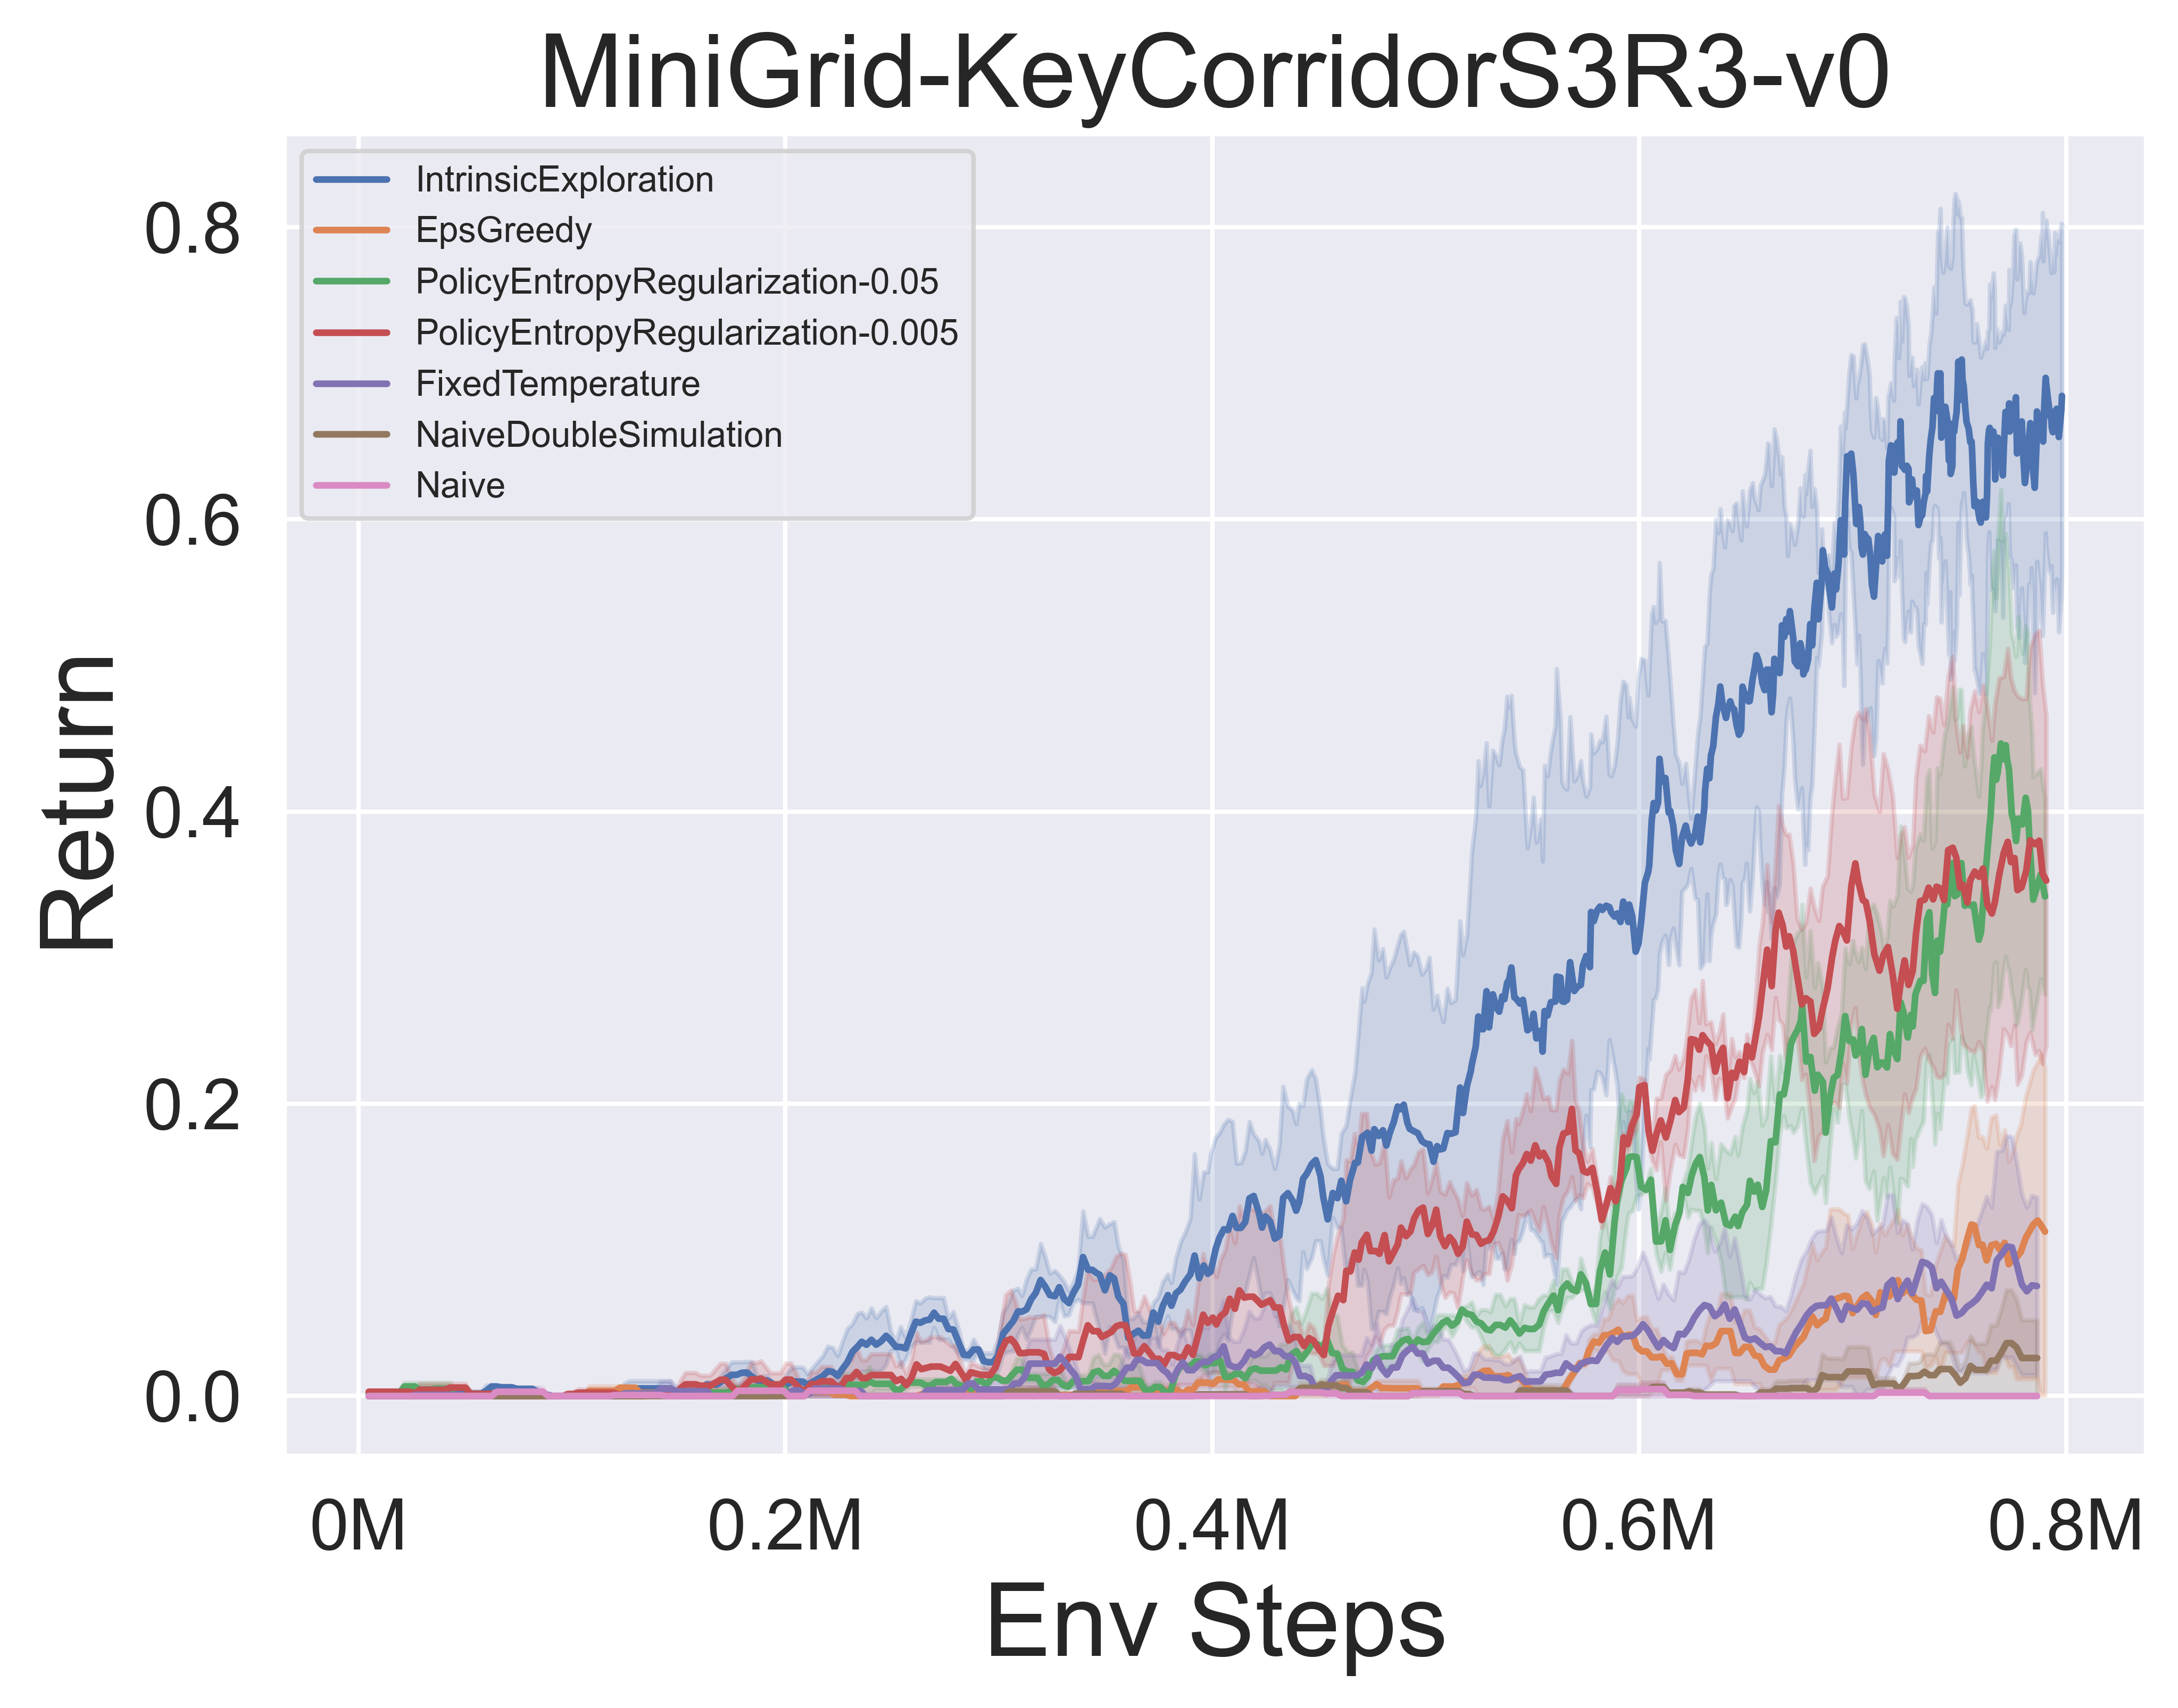 MiniGrid-KeyCorridorS3R3-v0
IntrinsicExploration
EpsGreedy
PolicyEntropyRegularization-0.05
PolicyEntropyRegularization-0.005
FixedTemperature
NaiveDoubleSimulation
Naive
Return
0.8
0.6
0.4
0.2
0.0
0M 0.2M 0.4M 0.6M 0.8M
Env Steps